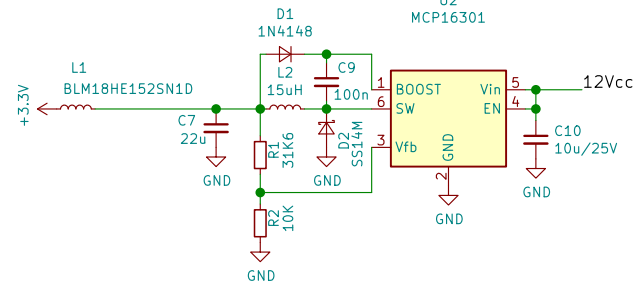 U2
MCP16301
D1
1N4148
L1
BLM18HE152SN1D
+3.3V
L2
15uH
C9
100n
C7
22u
GND
R1
31K6
D2
SS14M
GND
R2
10K
GND
1
BOOST
6
SW
3
Vfb
GND
2
GND
Vin
5
EN
4
12Vcc
C10
10u/25V
GND